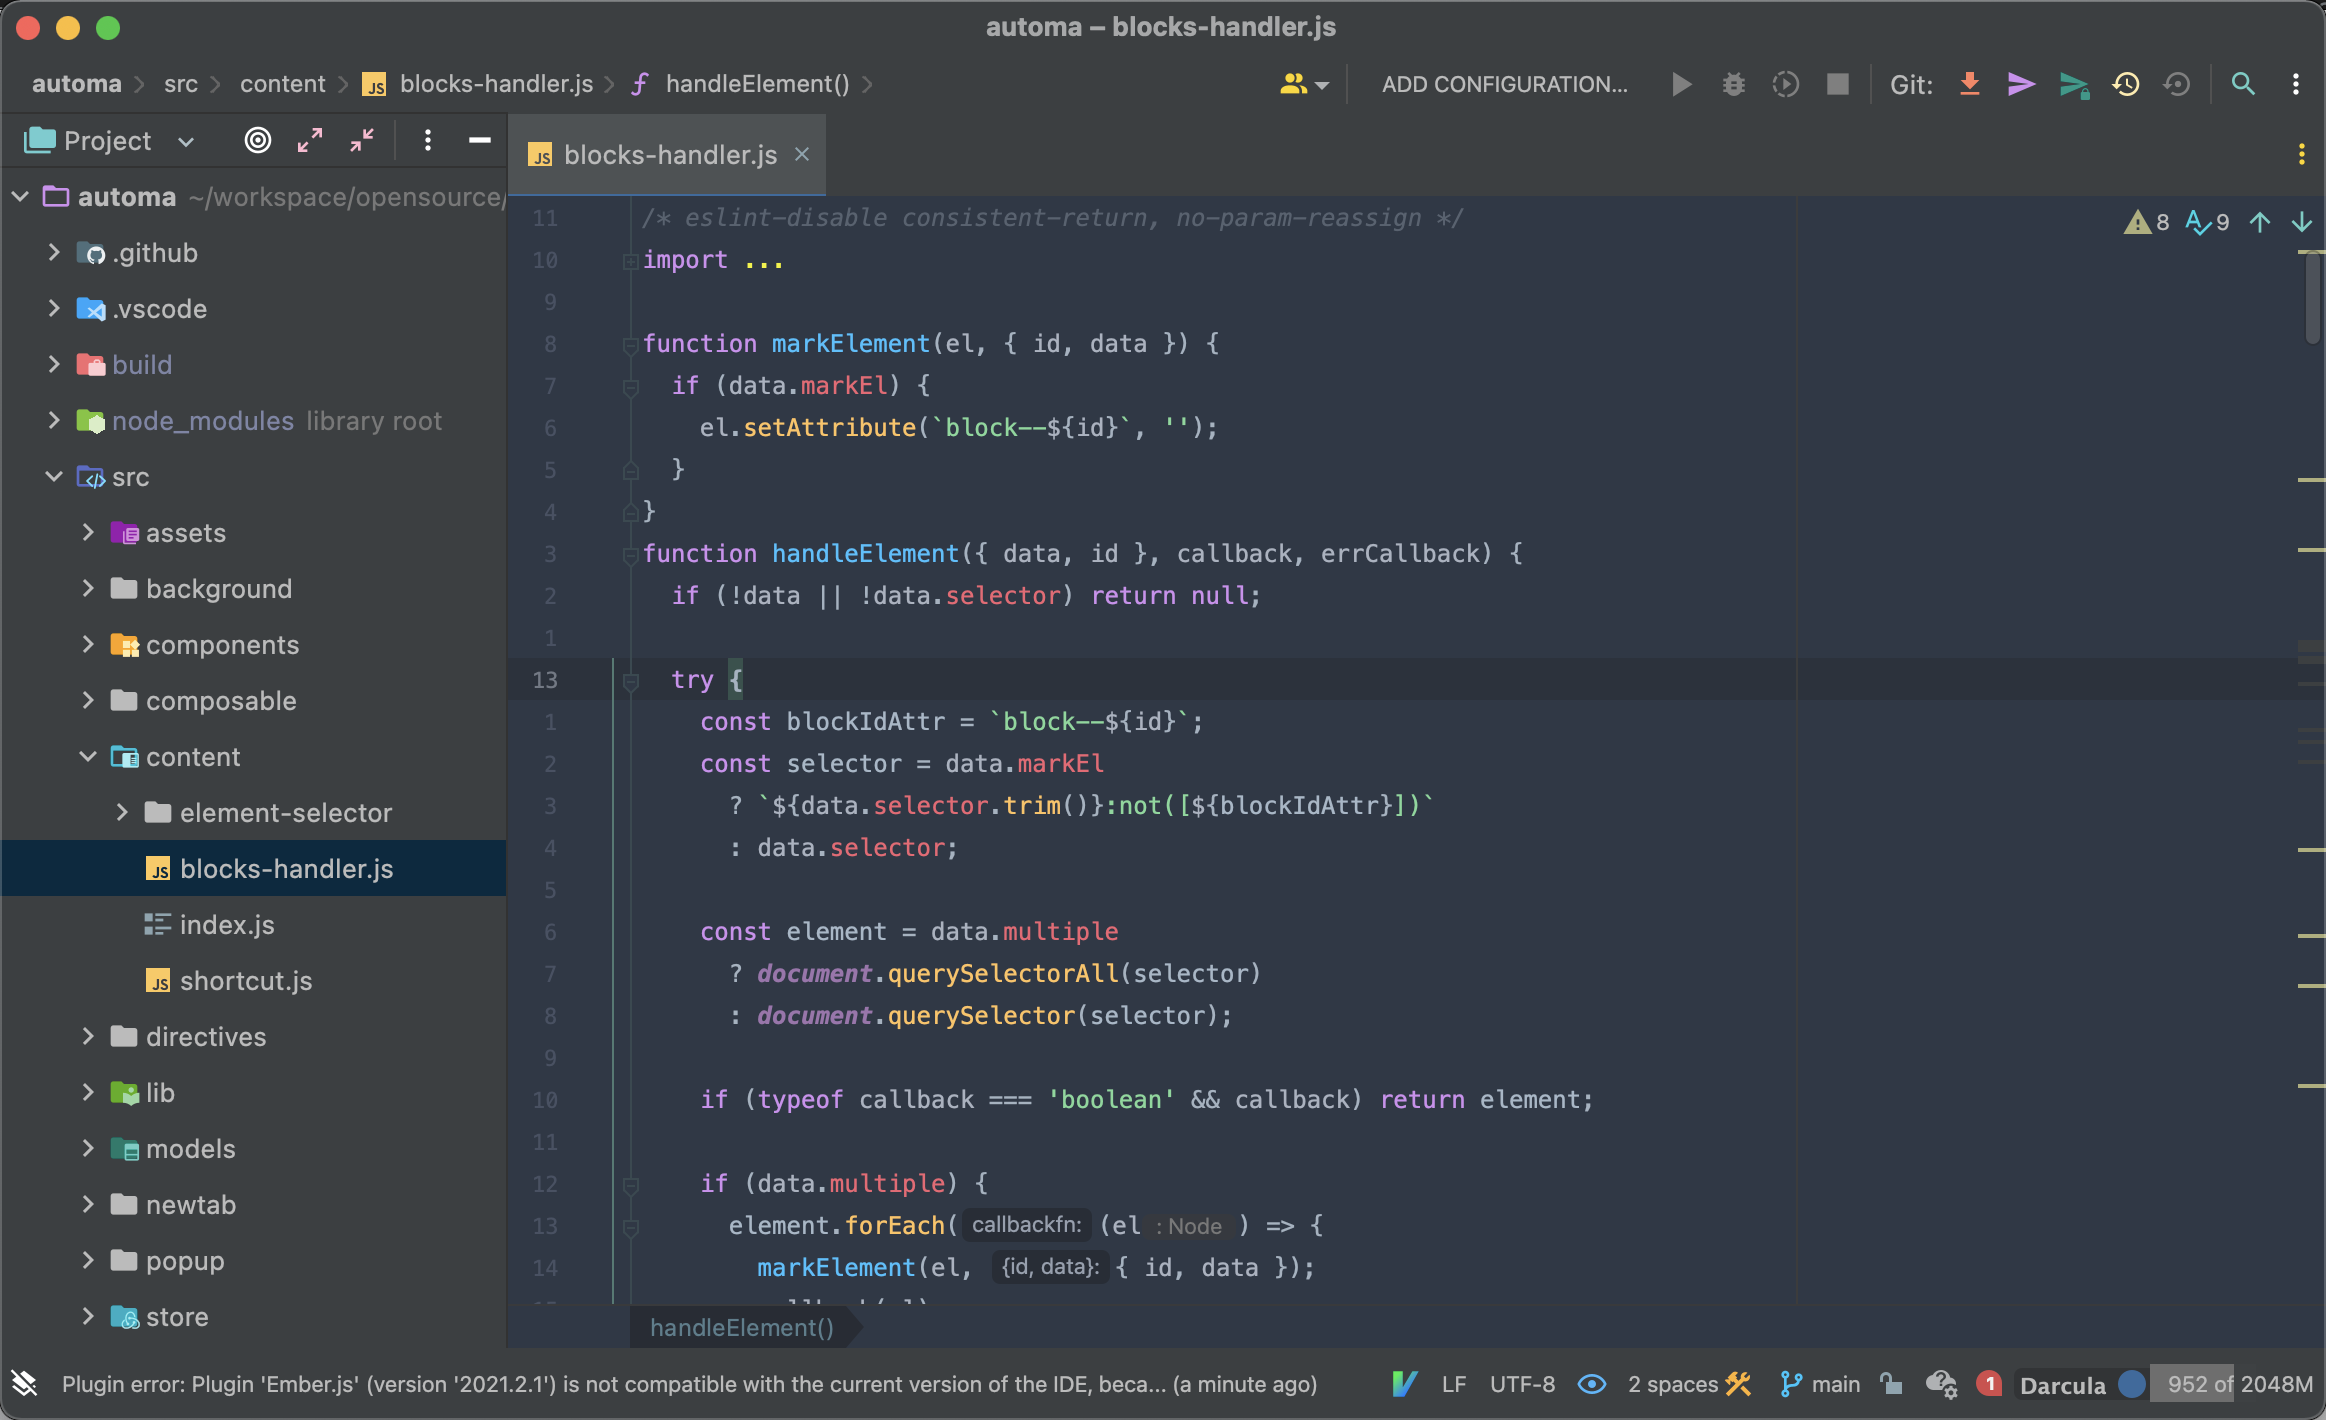 automa – blocks-handler.js
automa src content JS blocks-handler.js f handleElement() ADD CONFIGURATION... Git:
Project
JS blocks-handler.js
automa ~/workspace/opensource/
.github
.vscode
build
node_modules library root
src
assets
background
components
composable
content
element-selector
JS blocks-handler.js
index.js
JS shortcut.js
directives
lib
models
newtab
popup
store
8 9
11 /* eslint-disable consistent-return, no-param-reassign */
10 import ...
9
8 function markElement(el, { id, data }) {
7 if (data.markEl) {
6 el.setAttribute(`block--${id}`, '');
5 }
4 }
3 function handleElement({ data, id }, callback, errCallback) {
2 if (!data || !data.selector) return null;
1
13 try {
1 const blockIdAttr = `block--${id}`;
2 const selector = data.markEl
3 ? `${data.selector.trim()}:not([${blockIdAttr}])`
4 : data.selector;
5
6 const element = data.multiple
7 ? document.querySelectorAll(selector)
8 : document.querySelector(selector);
9
10 if (typeof callback === 'boolean' && callback) return element;
11
12 if (data.multiple) {
13 element.forEach( callbackfn: (el : Node ) => {
14 markElement(el, {id, data}: { id, data });
handleElement()
Plugin error: Plugin 'Ember.js' (version '2021.2.1') is not compatible with the current version of the IDE, beca... (a minute ago) LF UTF-8 2 spaces main 1 Darcula 952 of 2048M